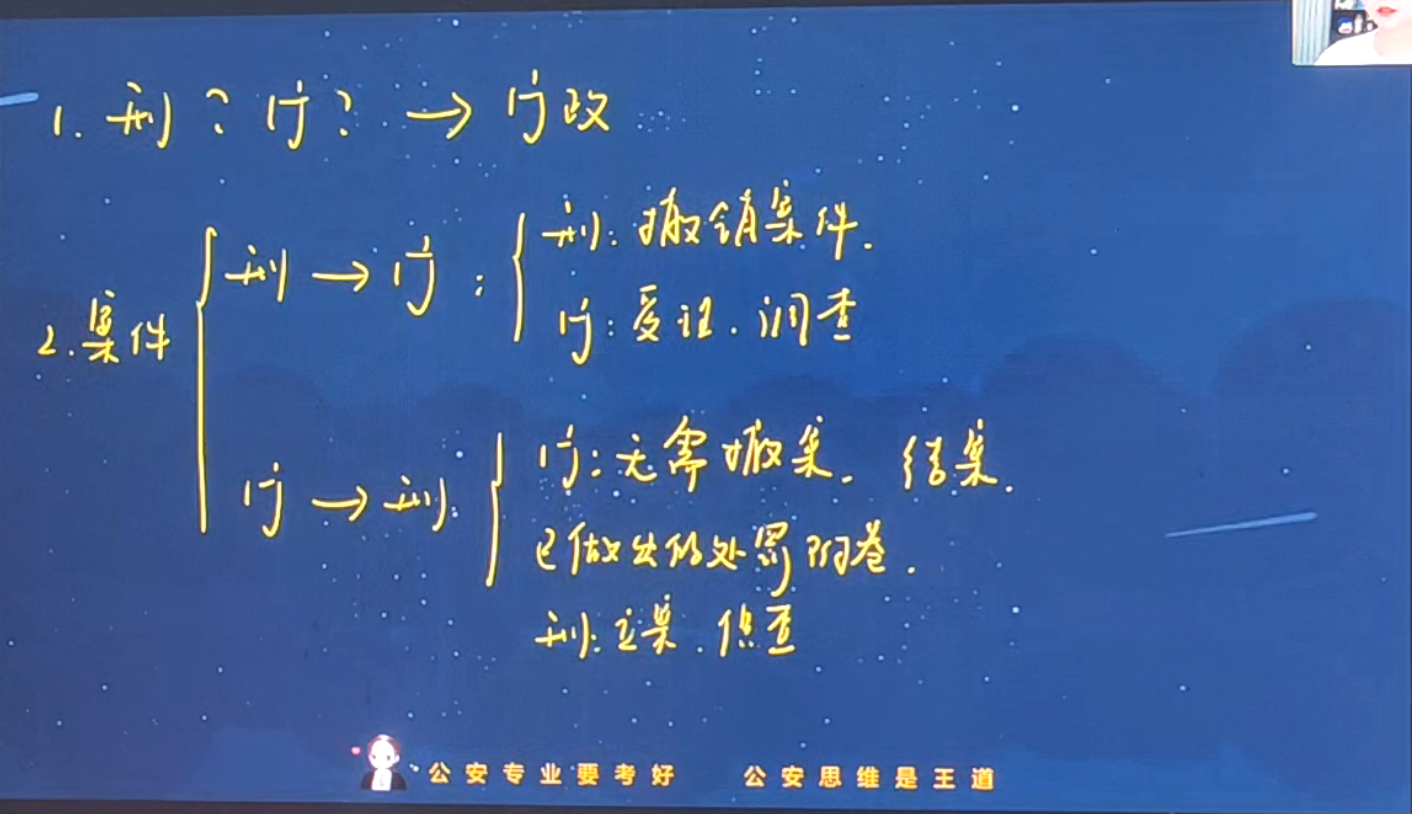 1. 刑？行？→行政
2. 案件
刑→行：
刑：撤销案件.
行：受理.调查
行→刑：
行：无需撤案. 结案.
已做出的处罚附卷.
刑：立案.侦查
公安专业要考好 公安思维是王道